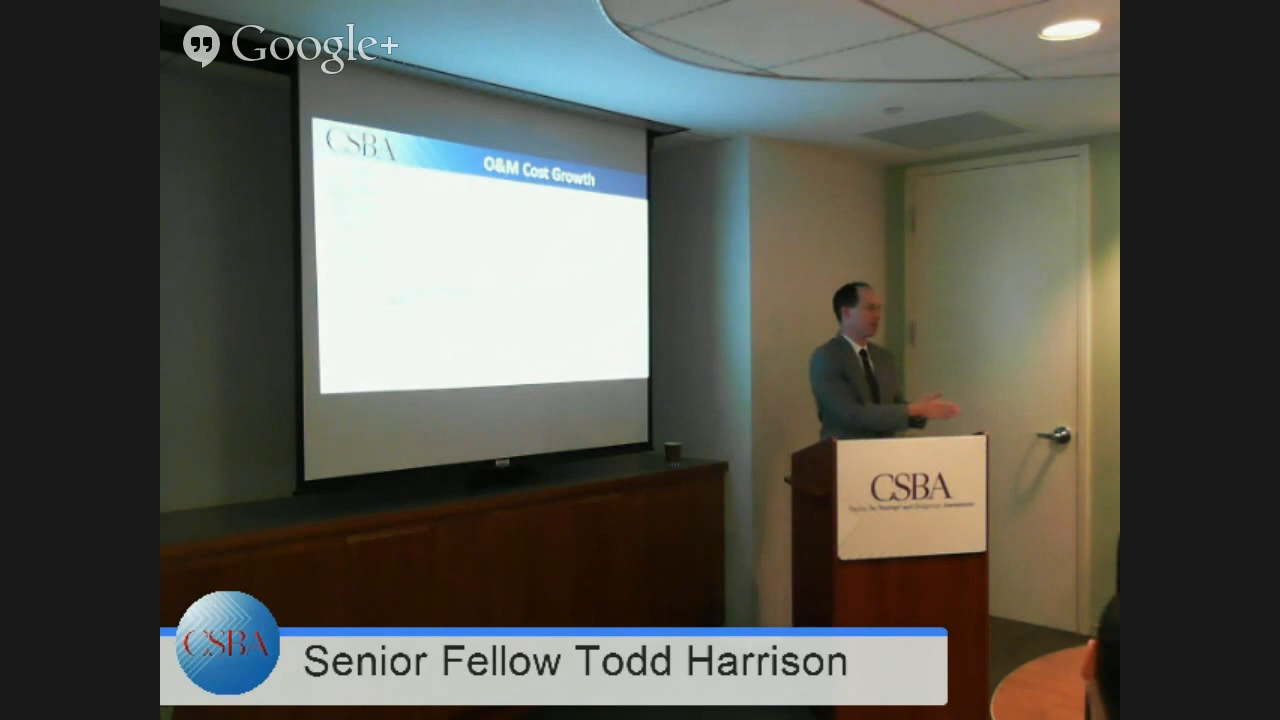 Google+
CSBA
O&M Cost Growth
CSBA
CSBA
Senior Fellow Todd Harrison